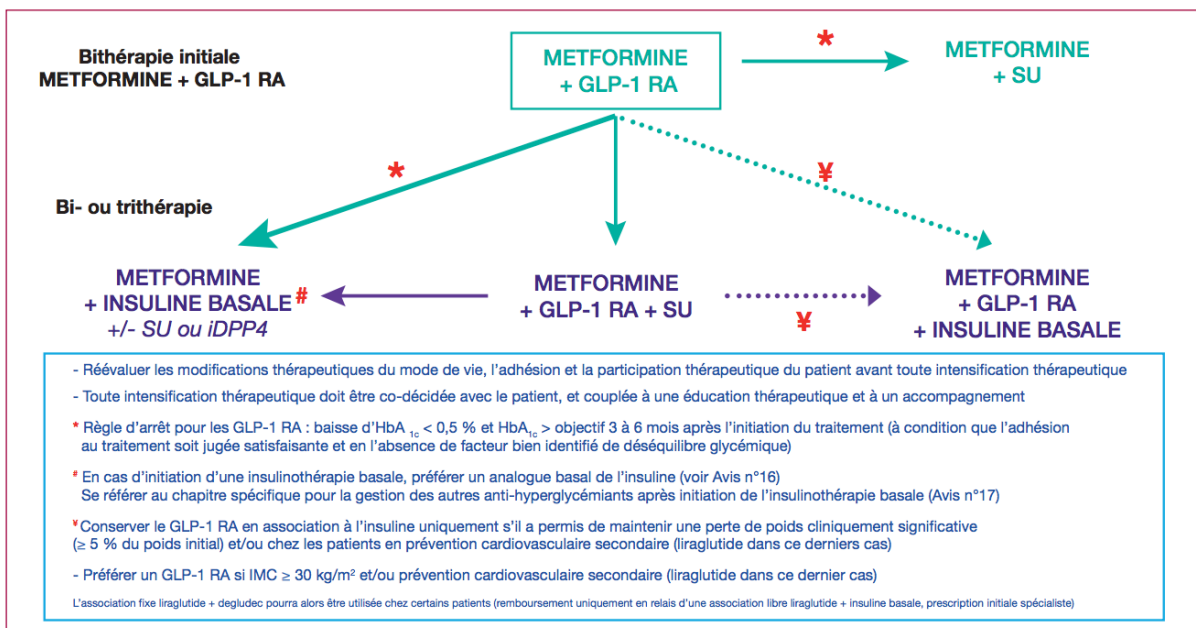 Bithérapie initiale
METFORMINE + GLP-1 RA
METFORMINE
+ GLP-1 RA
*
METFORMINE
+ SU
*
¥
Bi- ou trithérapie
METFORMINE
+ INSULINE BASALE #
+/- SU ou iDPP4
METFORMINE
+ GLP-1 RA + SU
¥
METFORMINE
+ GLP-1 RA
+ INSULINE BASALE
- Réévaluer les modifications thérapeutiques du mode de vie, l’adhésion et la participation thérapeutique du patient avant toute intensification thérapeutique
- Toute intensification thérapeutique doit être co-décidée avec le patient, et couplée à une éducation thérapeutique et à un accompagnement
* Règle d’arrêt pour les GLP-1 RA : baisse d’HbA 1c < 0,5 % et HbA1c > objectif 3 à 6 mois après l’initiation du traitement (à condition que l’adhésion
au traitement soit jugée satisfaisante et en l’absence de facteur bien identifié de déséquilibre glycémique)
# En cas d’initiation d’une insulinothérapie basale, préférer un analogue basal de l’insuline (voir Avis n°16)
Se référer au chapitre spécifique pour la gestion des autres anti-hyperglycémiants après initiation de l’insulinothérapie basale (Avis n°17)
¥ Conserver le GLP-1 RA en association à l’insuline uniquement s’il a permis de maintenir une perte de poids cliniquement significative
(≥ 5 % du poids initial) et/ou chez les patients en prévention cardiovasculaire secondaire (liraglutide dans ce derniers cas)
- Préférer un GLP-1 RA si IMC ≥ 30 kg/m² et/ou prévention cardiovasculaire secondaire (liraglutide dans ce dernier cas)
L’association fixe liraglutide + degludec pourra alors être utilisée chez certains patients (remboursement uniquement en relais d’une association libre liraglutide + insuline basale, prescription initiale spécialiste)